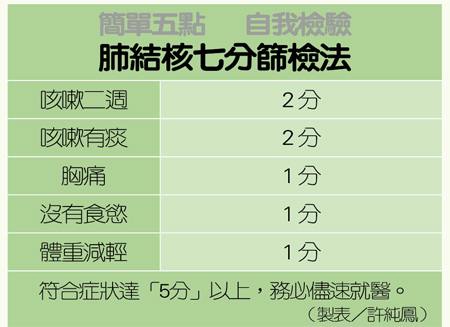 簡單五點 自我檢驗
肺結核七分篩檢法
咳嗽二週 2分
咳嗽有痰 2分
胸痛 1分
沒有食慾 1分
體重減輕 1分
符合症狀達「5分」以上，務必儘速就醫。
（製表／許純鳳）